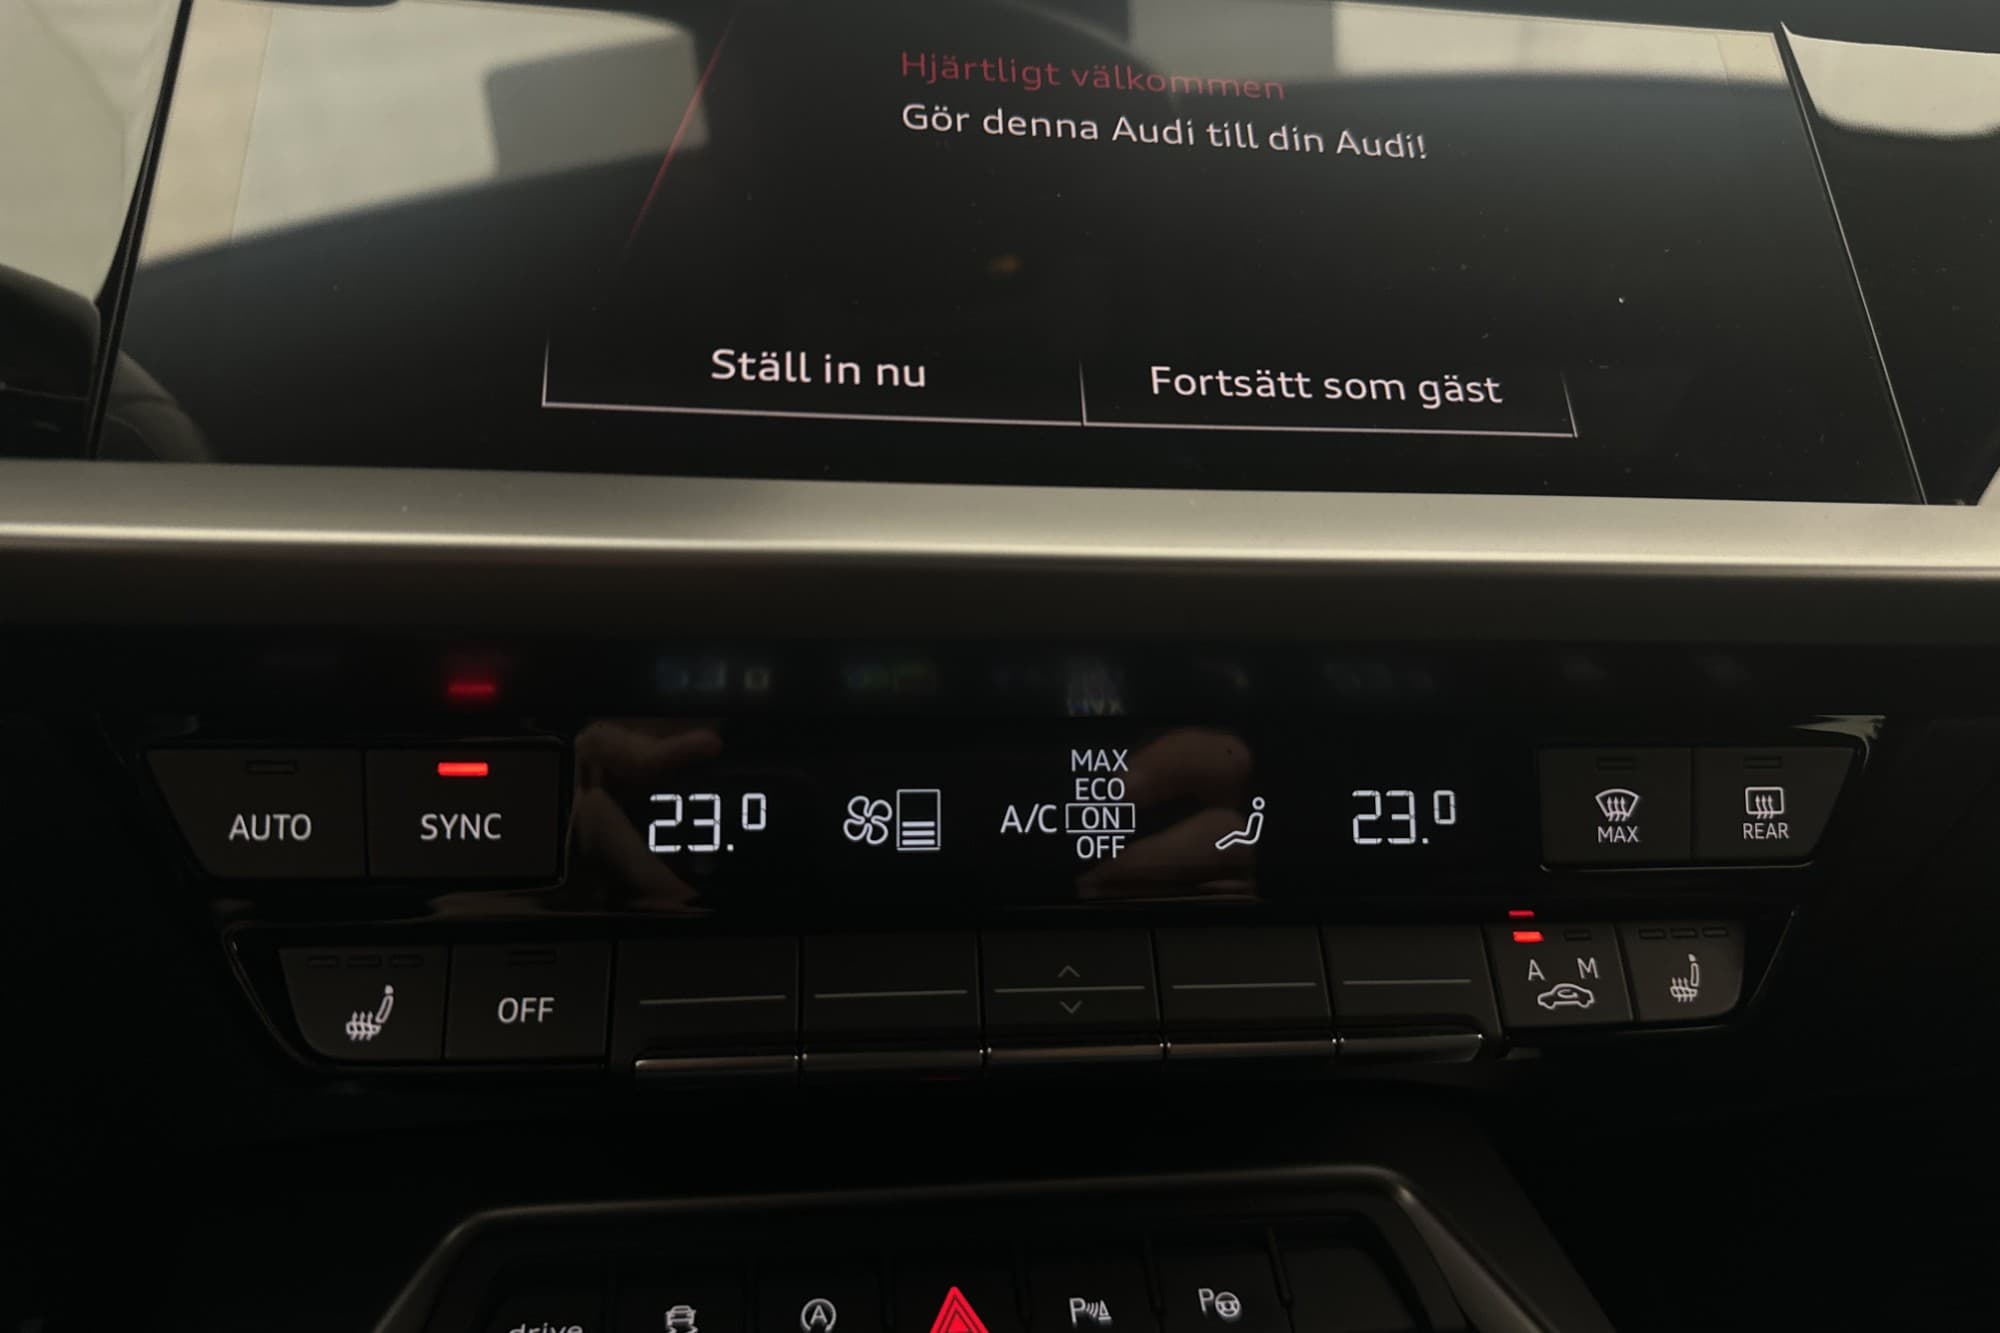 Hjärtligt välkommen
Gör denna Audi till din Audi!
Ställ in nu
Fortsätt som gäst
AUTO
SYNC
23.0
A/C
MAX
ECO
ON
OFF
23.0
MAX
REAR
OFF
A M
drive
A
P
P